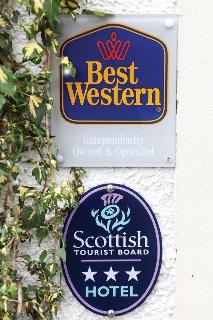 Best
Western
®
Independently
Owned & Operated
Scottish
TOURIST BOARD
★★★
HOTEL